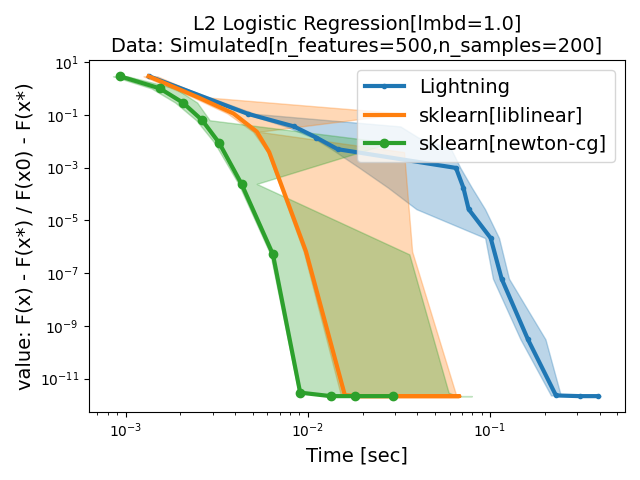 L2 Logistic Regression[lmbd=1.0]
Data: Simulated[n_features=500,n_samples=200]
value: F(x) - F(x*) / F(x0) - F(x*)
10¹
10⁻¹
10⁻³
10⁻⁵
10⁻⁷
10⁻⁹
10⁻¹¹
Lightning
sklearn[liblinear]
sklearn[newton-cg]
10⁻³ 10⁻² 10⁻¹
Time [sec]